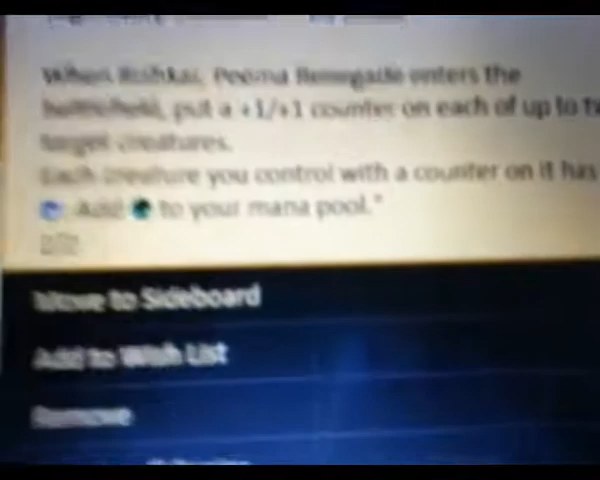 When Rishkar, Peema Renegade enters the
battlefield, put a +1/+1 counter on each of up to
target creatures.
Each creature you control with a counter on it has
Add to your mana pool."
Move to Sideboard
Add to Wish List
Remove